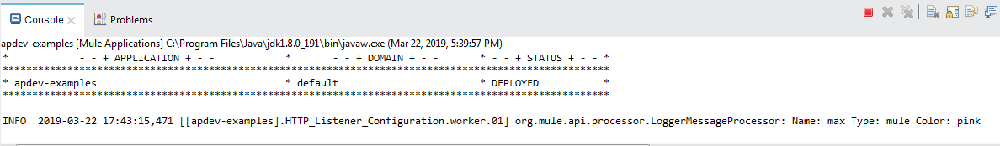 Console Problems
apdev-examples [Mule Applications] C:\Program Files\Java\jdk1.8.0_191\bin\javaw.exe (Mar 22, 2019, 5:39:57 PM)
* - - + APPLICATION + - - * - - + DOMAIN + - - * - - + STATUS + - - *
*******************************************************************************************************
* apdev-examples * default * DEPLOYED *
*******************************************************************************************************
INFO 2019-03-22 17:43:15,471 [[apdev-examples].HTTP_Listener_Configuration.worker.01] org.mule.api.processor.LoggerMessageProcessor: Name: max Type: mule Color: pink